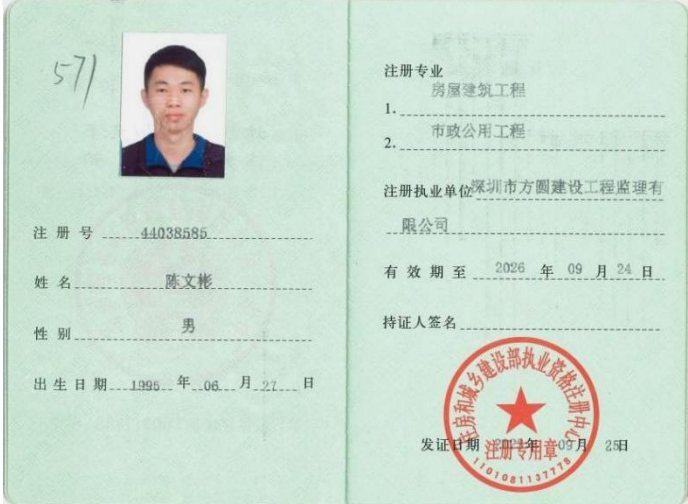 571
注 册 号 44038585
姓 名 陈文彬
性 别 男
出 生 日 期 1995 年 06 月 27 日
注册专业
1. 房屋建筑工程
2. 市政公用工程
注册执业单位 深圳市方圆建设工程监理有
限公司
有 效 期 至 2026 年 09 月 24 日
持证人签名
住房和城乡建设部执业资格注册中心
注册专用章
1101081137778
发证日期 年 09月 25日